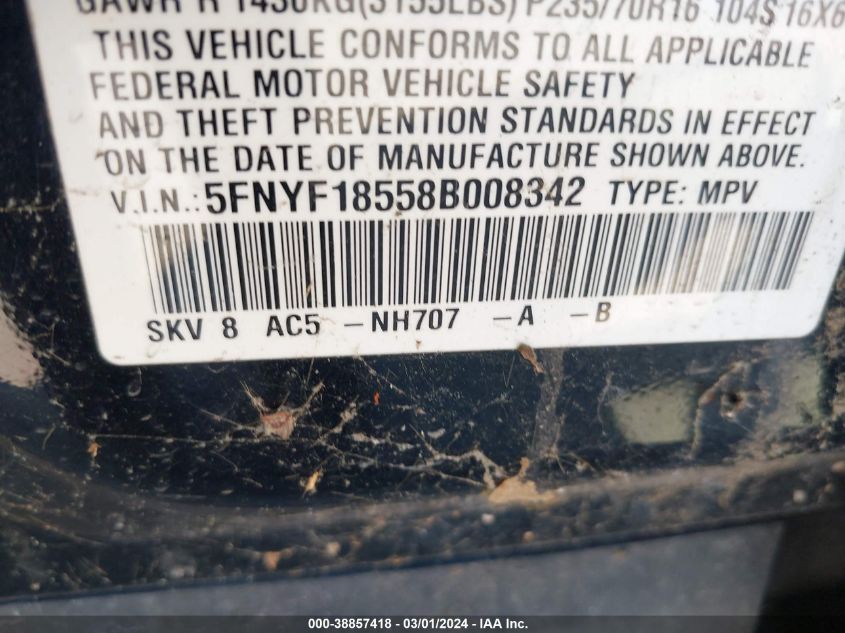 GAWR R 1430KG(3155LBS) P235/70R16 104S 16X6
THIS VEHICLE CONFORMS TO ALL APPLICABLE
FEDERAL MOTOR VEHICLE SAFETY
AND THEFT PREVENTION STANDARDS IN EFFECT
ON THE DATE OF MANUFACTURE SHOWN ABOVE.
V.I.N.: 5FNYF18558B008342 TYPE: MPV
SKV 8 AC5 -NH707 -A -B
000-38857418 - 03/01/2024 - IAA Inc.